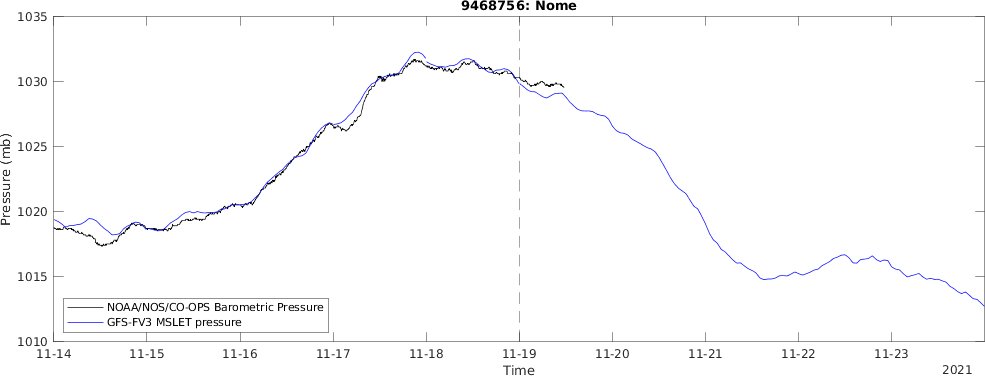 9468756: Nome
1035
1030
1025
1020
1015
1010
Pressure (mb)
NOAA/NOS/CO-OPS Barometric Pressure
GFS-FV3 MSLET pressure
11-14 11-15 11-16 11-17 11-18 11-19 11-20 11-21 11-22 11-23
Time
2021